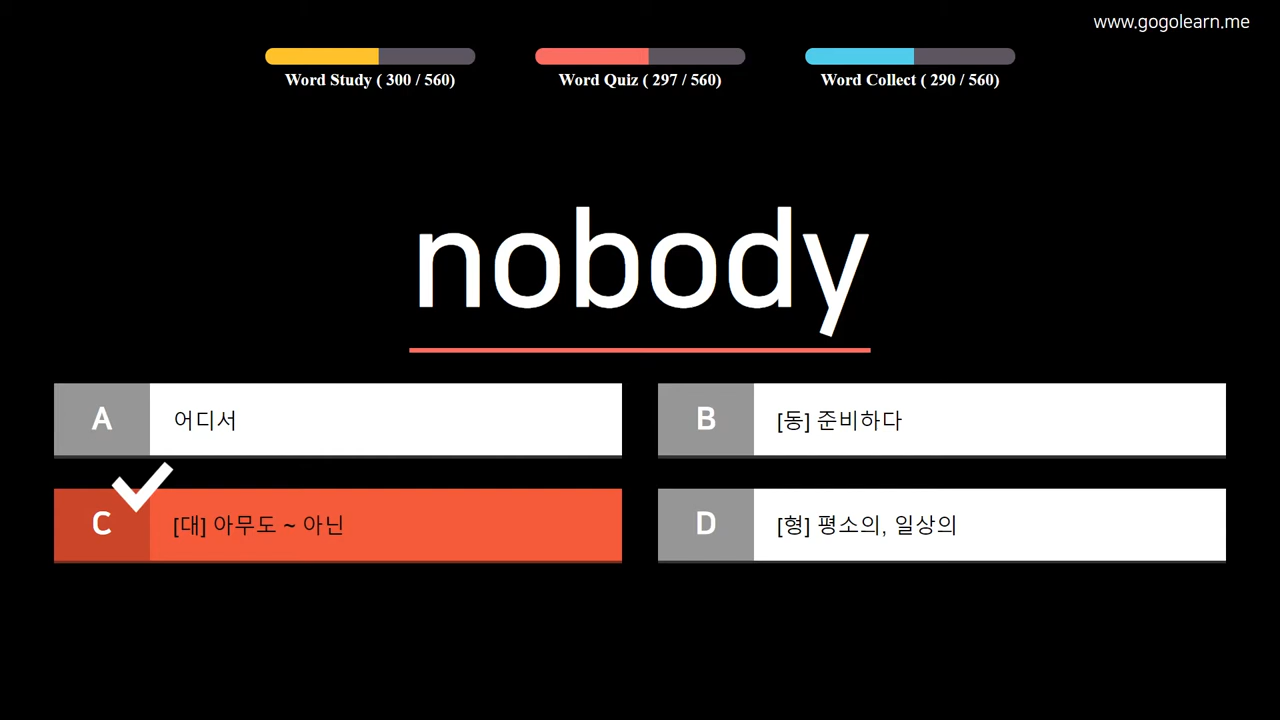 www.gogolearn.me
Word Study ( 300 / 560)
Word Quiz ( 297 / 560)
Word Collect ( 290 / 560)
nobody
A 어디서
B [동] 준비하다
C [대] 아무도 ~ 아닌
D [형] 평소의, 일상의